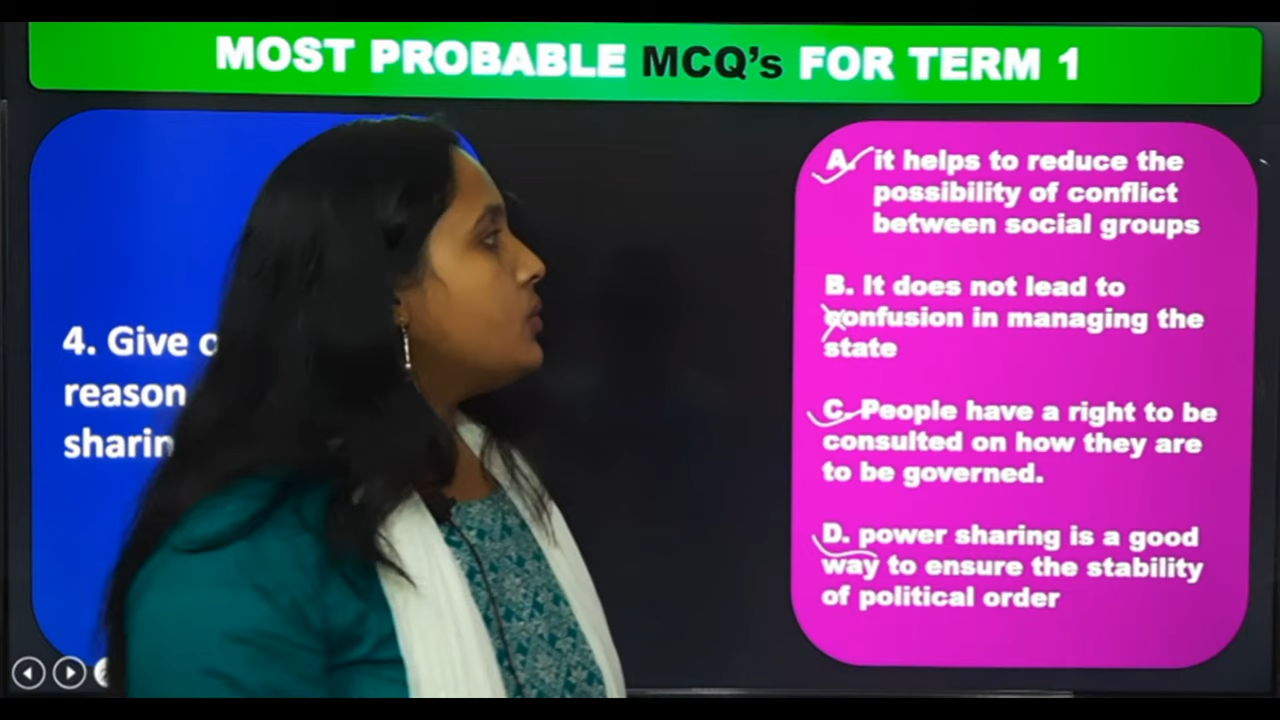 MOST PROBABLE MCQ's FOR TERM 1
4. Give
reason
A. it helps to reduce the
possibility of conflict
between social groups
B. It does not lead to
confusion in managing the
state
C. People have a right to be
consulted on how they are
to be governed.
D. power sharing is a good
way to ensure the stability
of political order